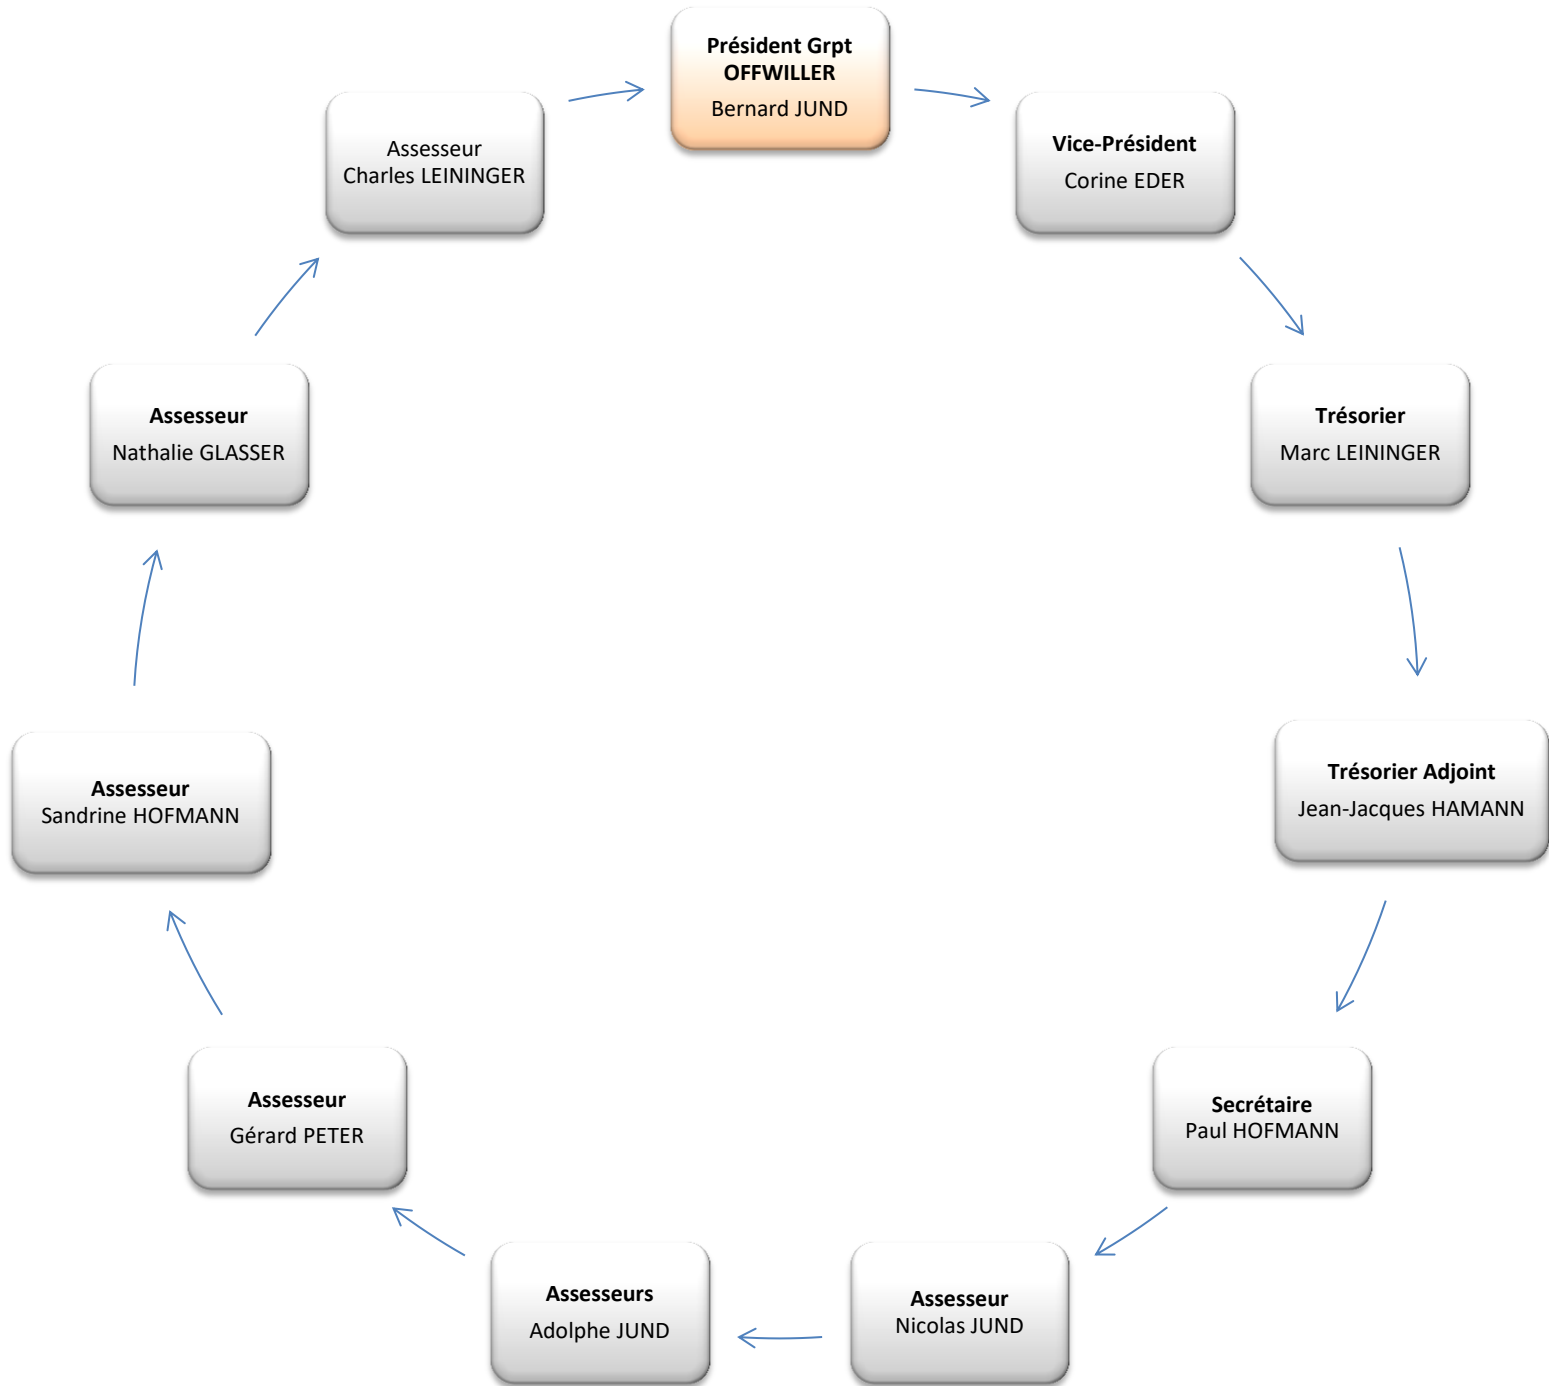 Président Grpt
OFFWILLER
Bernard JUND
Vice-Président
Corine EDER
Trésorier
Marc LEININGER
Trésorier Adjoint
Jean-Jacques HAMANN
Secrétaire
Paul HOFMANN
Assesseur
Nicolas JUND
Assesseurs
Adolphe JUND
Assesseur
Gérard PETER
Assesseur
Sandrine HOFMANN
Assesseur
Nathalie GLASSER
Assesseur
Charles LEININGER